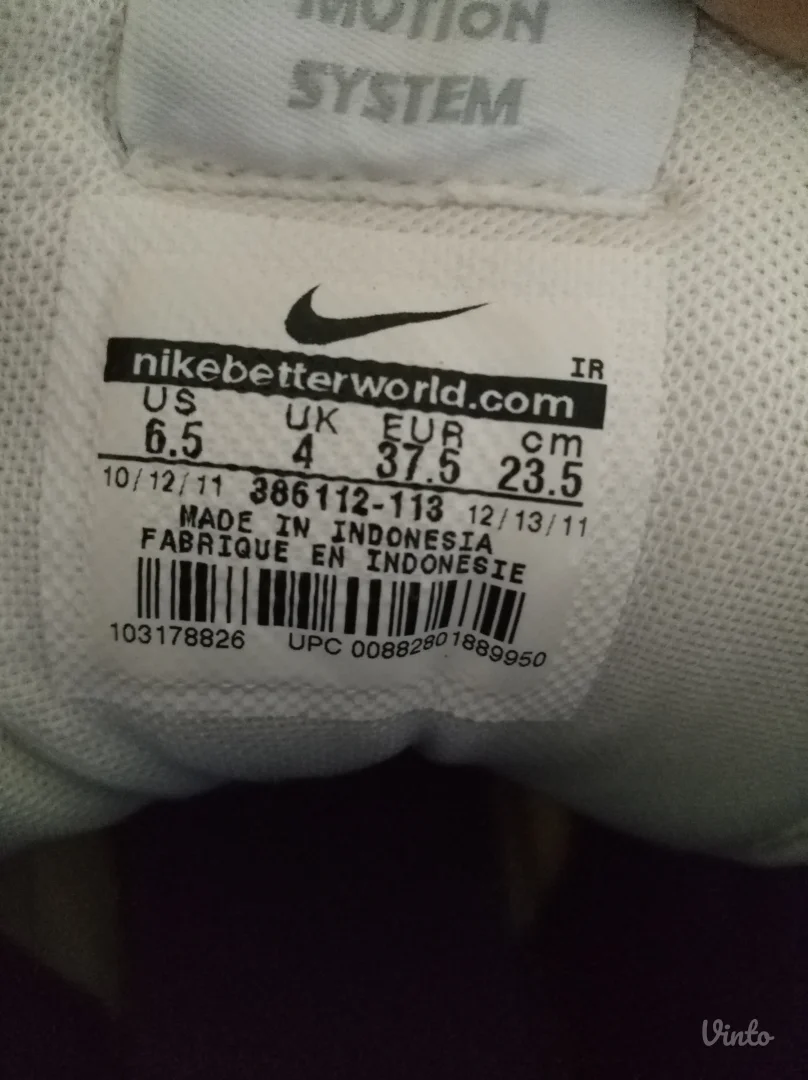 MOTION
SYSTEM
IR
nikebetterworld.com
US UK EUR cm
6.5 4 37.5 23.5
10/12/11 386112-113 12/13/11
MADE IN INDONESIA
FABRIQUE EN INDONESIE
103178826 UPC 00882801889950
Vinto